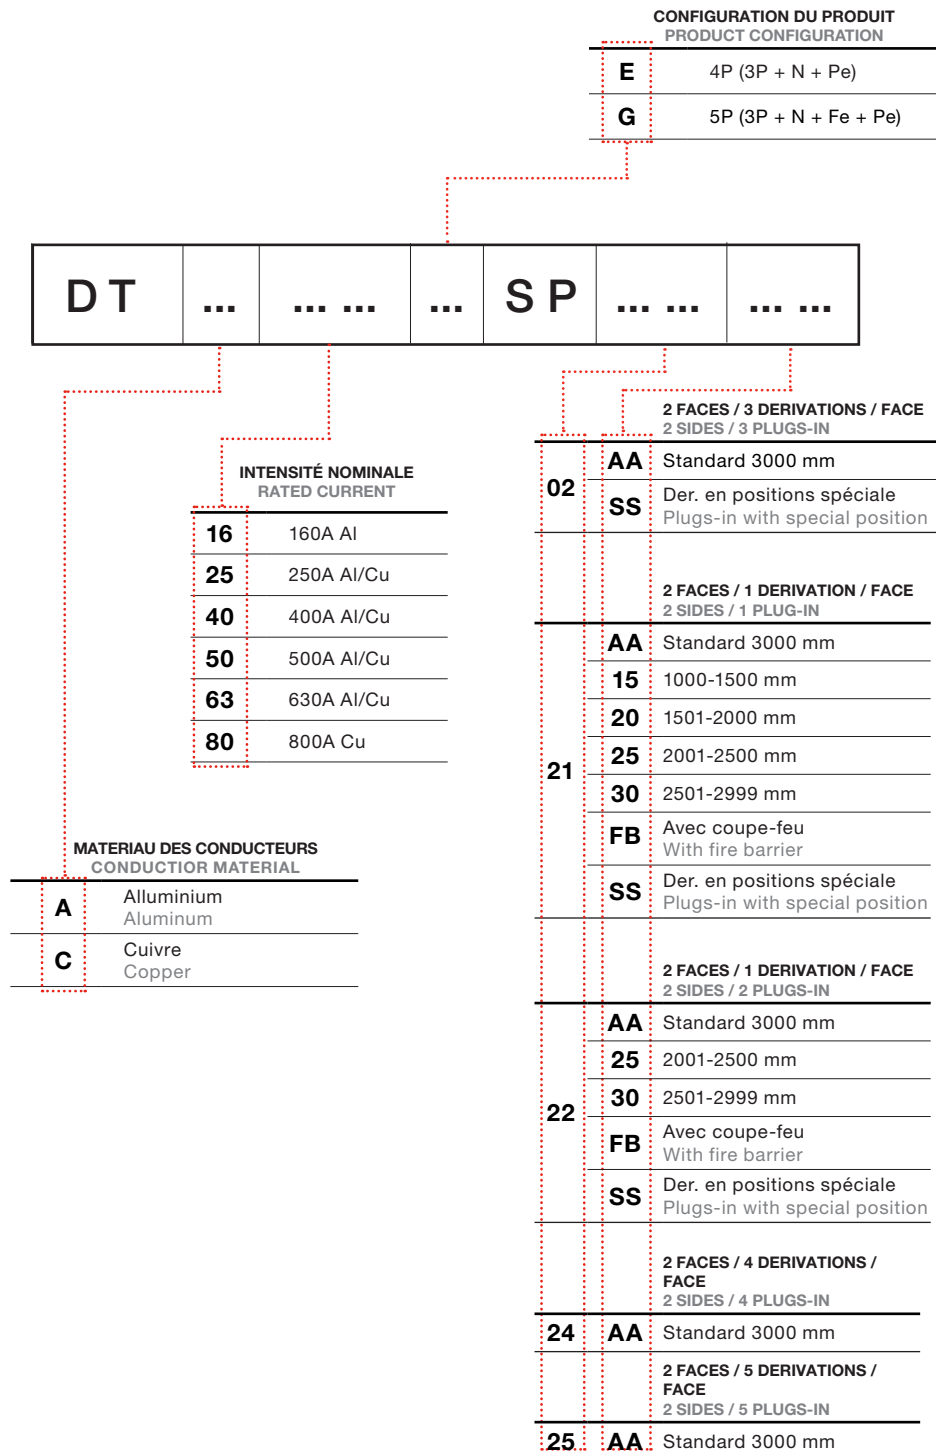 CONFIGURATION DU PRODUIT
PRODUCT CONFIGURATION
E 4P (3P + N + Pe)
G 5P (3P + N + Fe + Pe)
D T ... ... ... ... S P ... ... ... ...
INTENSITÉ NOMINALE
RATED CURRENT
16 160A Al
25 250A Al/Cu
40 400A Al/Cu
50 500A Al/Cu
63 630A Al/Cu
80 800A Cu
MATERIAU DES CONDUCTEURS
CONDUCTIOR MATERIAL
A Alluminium
Aluminum
C Cuivre
Copper
2 FACES / 3 DERIVATIONS / FACE
2 SIDES / 3 PLUGS-IN
02
AA Standard 3000 mm
SS Der. en positions spéciale
Plugs-in with special position
2 FACES / 1 DERIVATION / FACE
2 SIDES / 1 PLUG-IN
21
AA Standard 3000 mm
15 1000-1500 mm
20 1501-2000 mm
25 2001-2500 mm
30 2501-2999 mm
FB Avec coupe-feu
With fire barrier
SS Der. en positions spéciale
Plugs-in with special position
2 FACES / 1 DERIVATION / FACE
2 SIDES / 2 PLUGS-IN
22
AA Standard 3000 mm
25 2001-2500 mm
30 2501-2999 mm
FB Avec coupe-feu
With fire barrier
SS Der. en positions spéciale
Plugs-in with special position
2 FACES / 4 DERIVATIONS /
FACE
2 SIDES / 4 PLUGS-IN
24 AA Standard 3000 mm
2 FACES / 5 DERIVATIONS /
FACE
2 SIDES / 5 PLUGS-IN
25 AA Standard 3000 mm